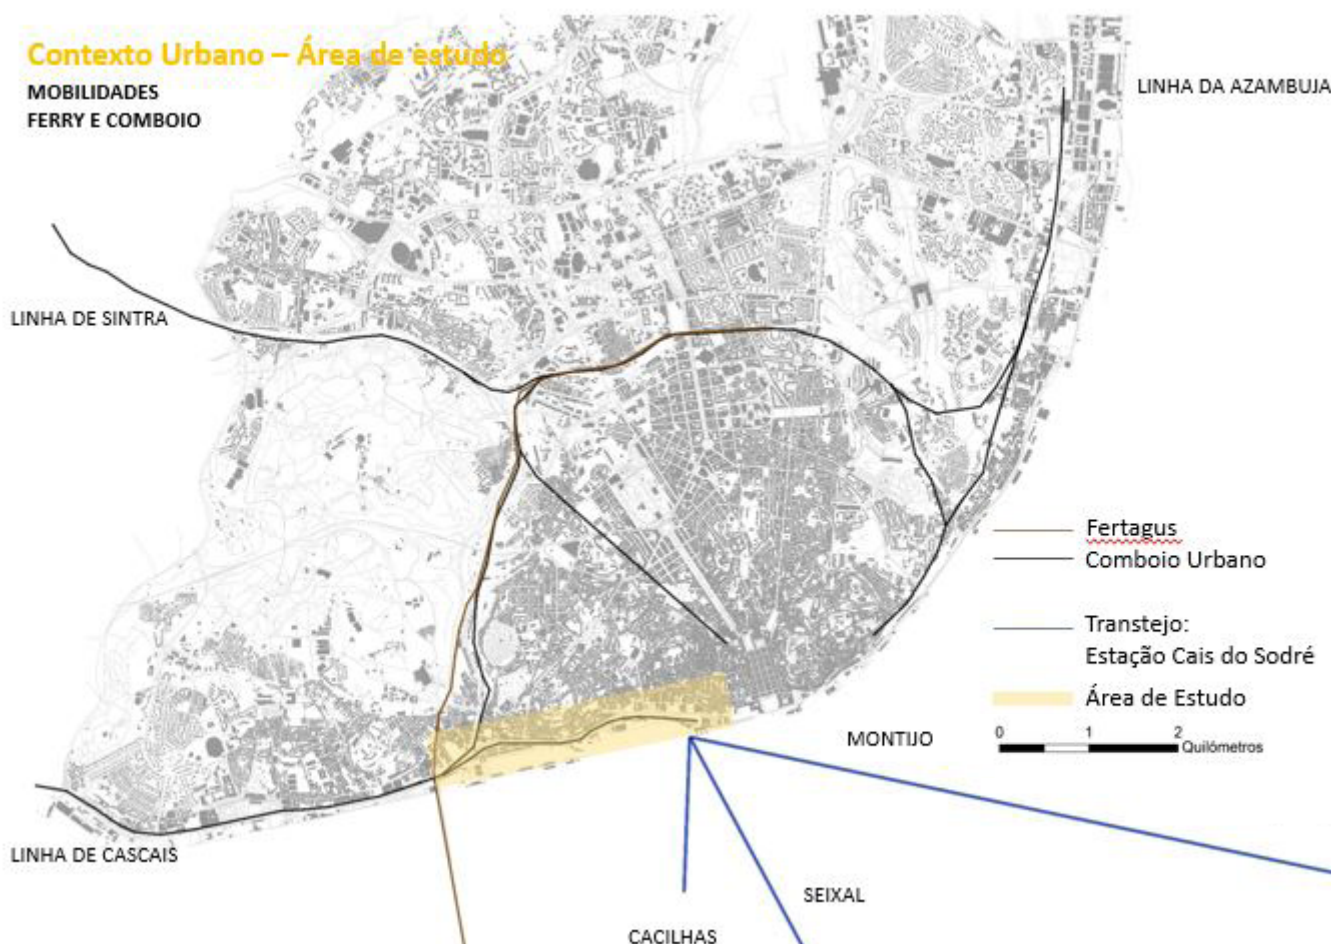 Contexto Urbano – Área de estudo
MOBILIDADES
FERRY E COMBOIO
LINHA DA AZAMBUJA
LINHA DE SINTRA
Fertagus
Comboio Urbano
Transtejo:
Estação Cais do Sodré
Área de Estudo
MONTIJO
0 1 2
Quilómetros
LINHA DE CASCAIS
SEIXAL
CACILHAS